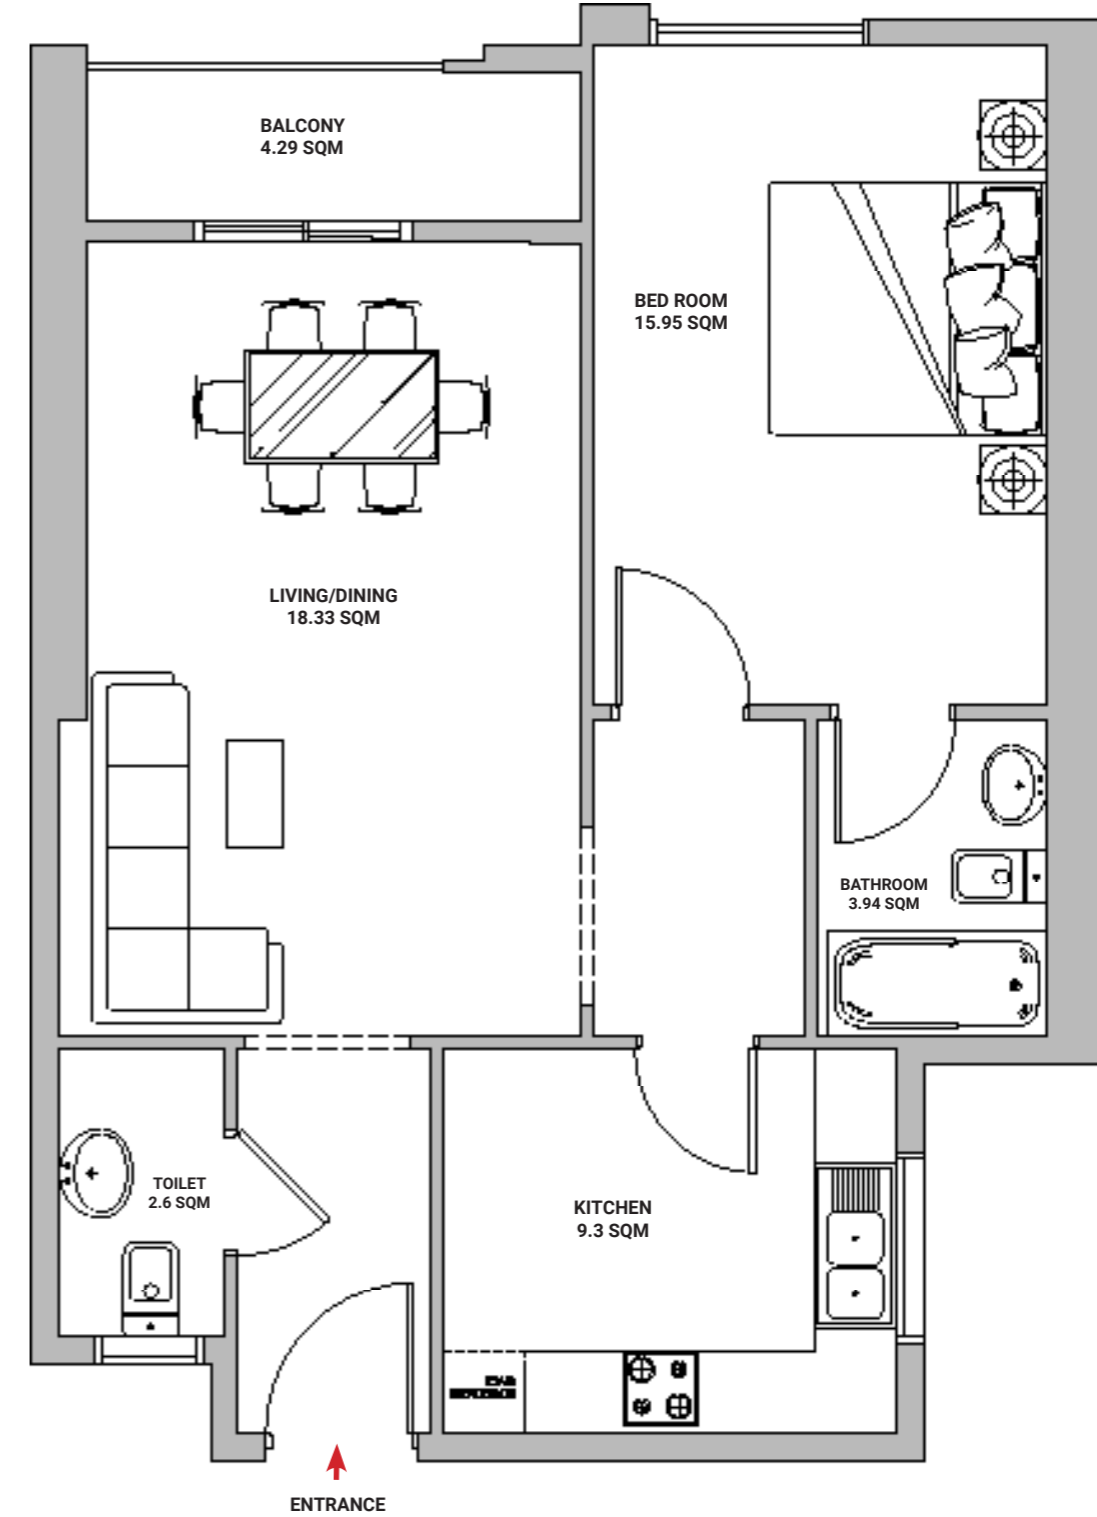 BALCONY
4.29 SQM
BED ROOM
15.95 SQM
LIVING/DINING
18.33 SQM
BATHROOM
3.94 SQM
TOILET
2.6 SQM
KITCHEN
9.3 SQM
ENTRANCE